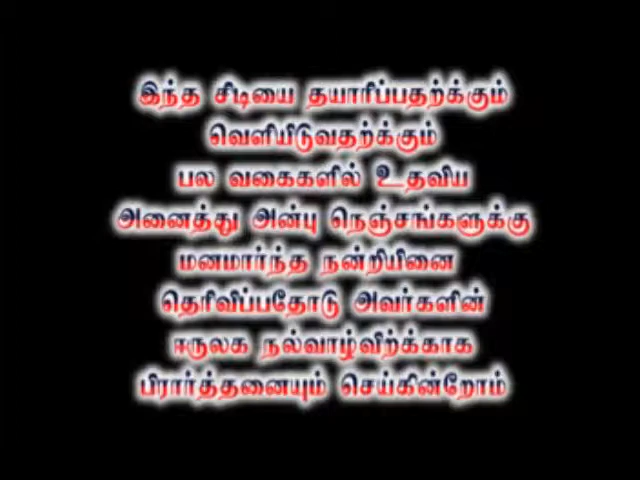 இந்த சிடியை தயாரிப்பதற்க்கும்
வெளியிடுவதற்க்கும்
பல வகைகளில் உதவிய
அனைத்து அன்பு நெஞ்சங்களுக்கு
மனமார்ந்த நன்றியினை
தெரிவிப்பதோடு அவர்களின்
ஈருலக நல்வாழ்விற்க்காக
பிரார்த்தனையும் செய்கின்றோம்